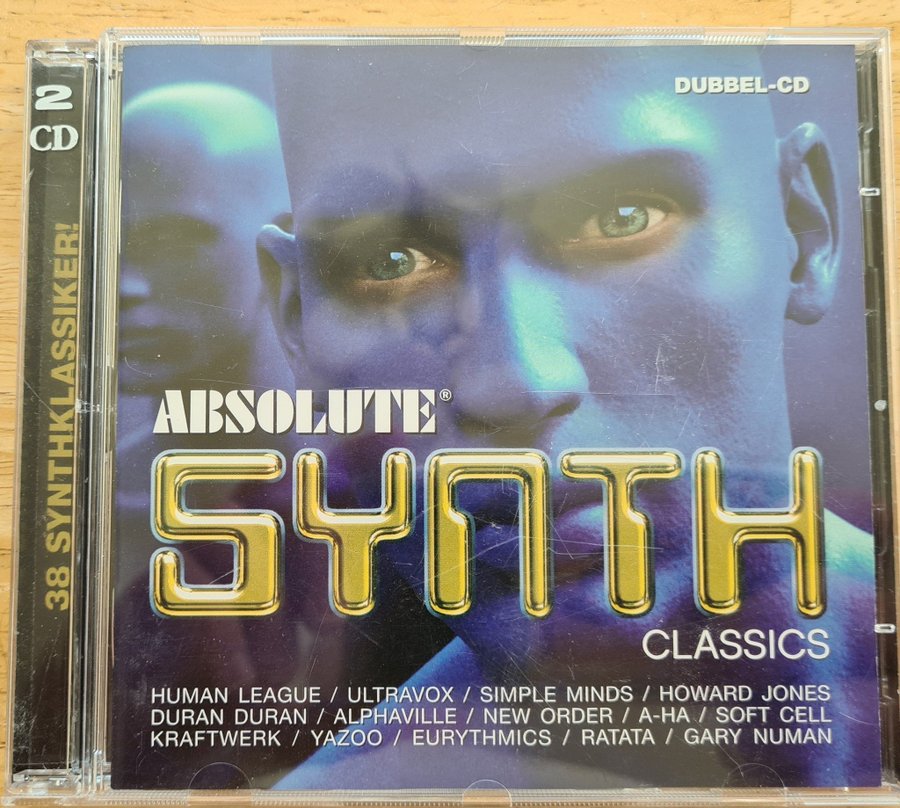 2
CD
38 SYNTHKLASSIKER!
DUBBEL-CD
ABSOLUTE®
SYNTH
CLASSICS
HUMAN LEAGUE / ULTRAVOX / SIMPLE MINDS / HOWARD JONES
DURAN DURAN / ALPHAVILLE / NEW ORDER / A-HA / SOFT CELL
KRAFTWERK / YAZOO / EURYTHMICS / RATATA / GARY NUMAN